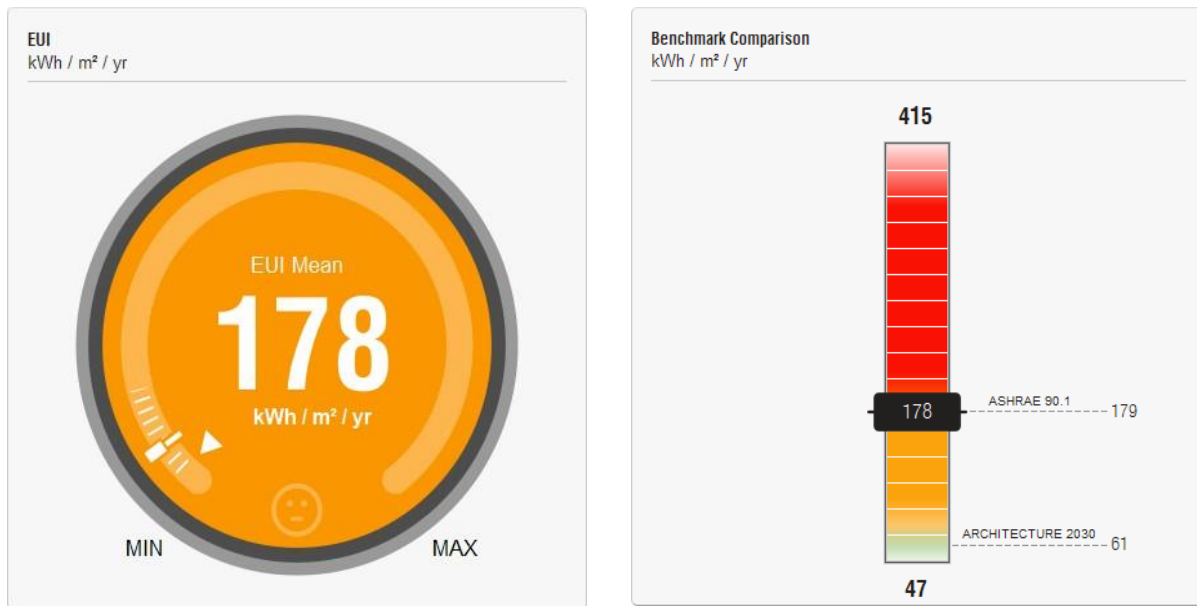 EUI
kWh / m² / yr
EUI Mean
178
kWh / m² / yr
MIN
MAX
Benchmark Comparison
kWh / m² / yr
415
178
ASHRAE 90.1
179
ARCHITECTURE 2030
61
47